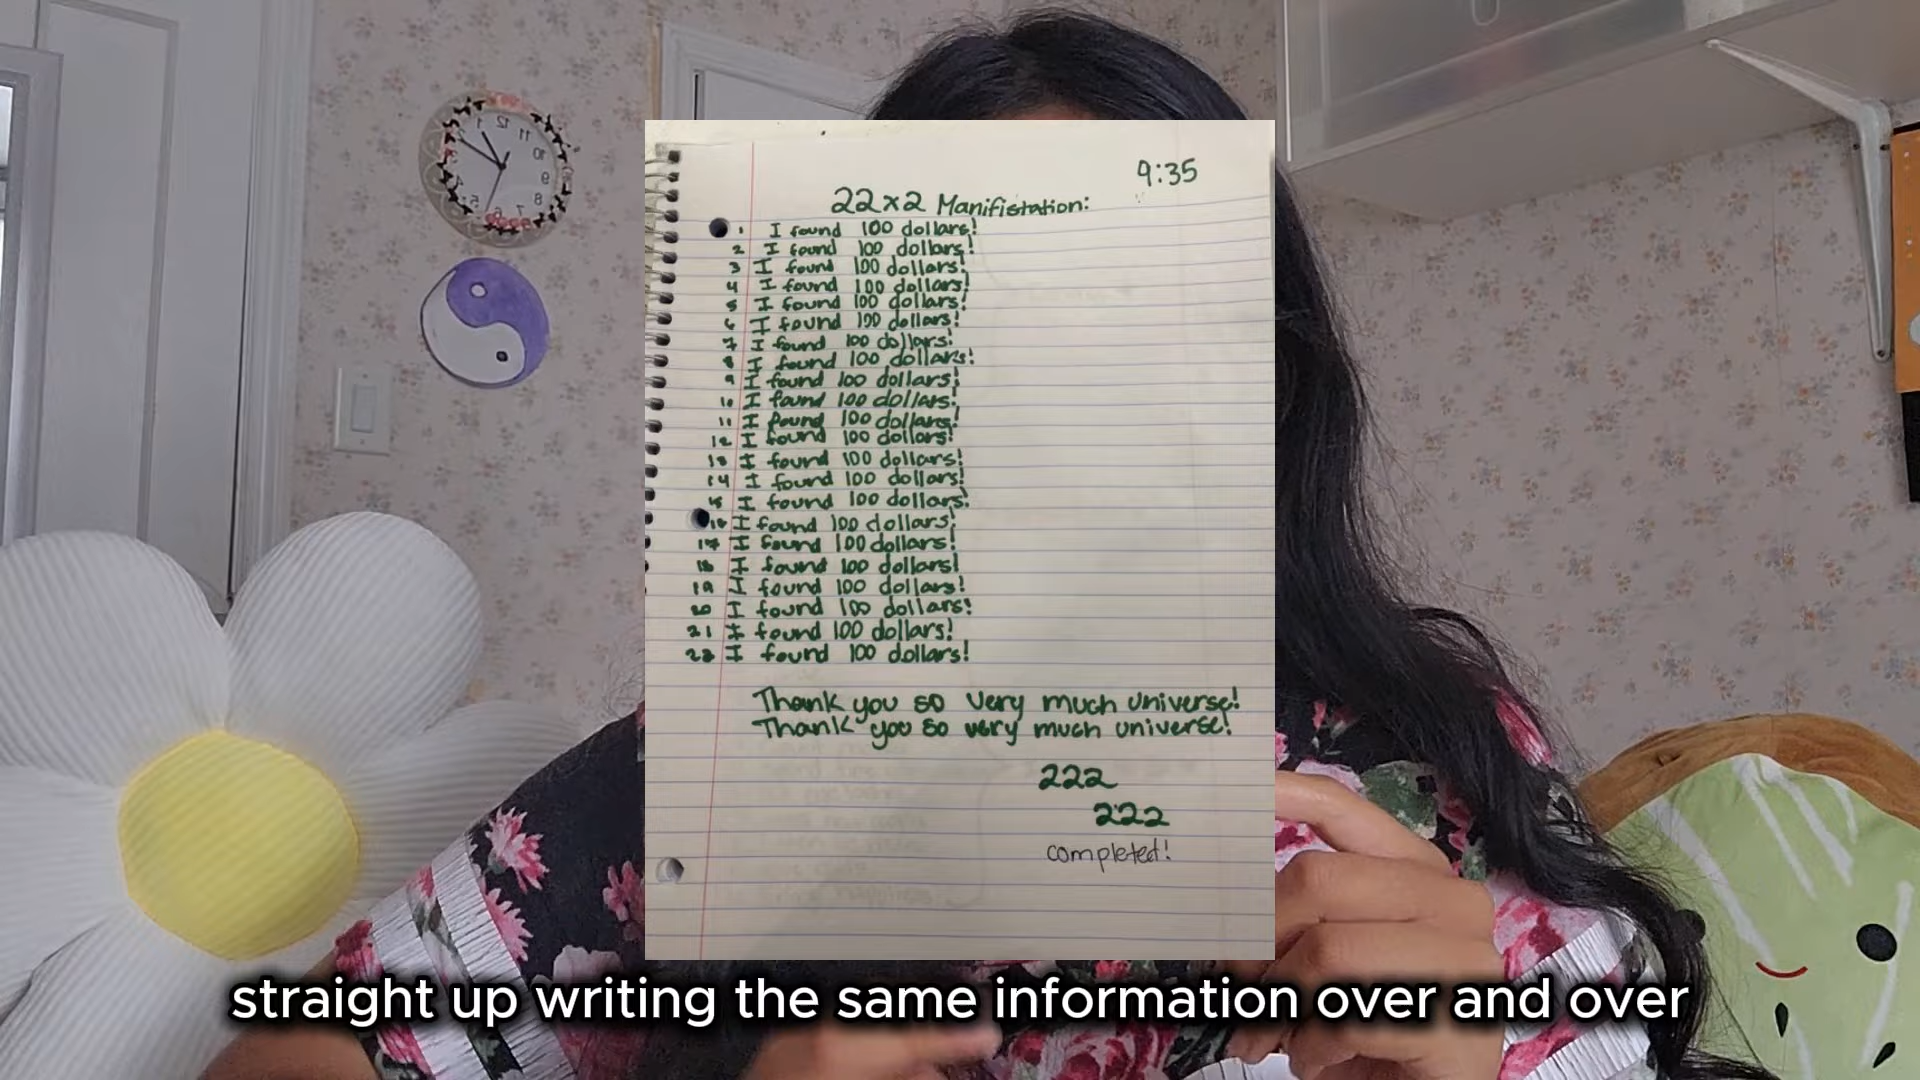 9:35
22x2 Manifistation:
1 I found 100 dollars!
2 I found 100 dollars!
3 I found 100 dollars!
4 I found 100 dollars!
5 I found 100 dollars!
6 I found 100 dollars!
7 I found 100 dollars!
8 I found 100 dollars!
9 I found 100 dollars!
10 I found 100 dollars!
11 I found 100 dollars!
12 I found 100 dollars!
13 I found 100 dollars!
14 I found 100 dollars!
15 I found 100 dollars!
16 I found 100 dollars!
17 I found 100 dollars!
18 I found 100 dollars!
19 I found 100 dollars!
20 I found 100 dollars!
21 I found 100 dollars!
22 I found 100 dollars!
Thank you so very much universe!
Thank you so very much universe!
222
222
completed!
straight up writing the same information over and over